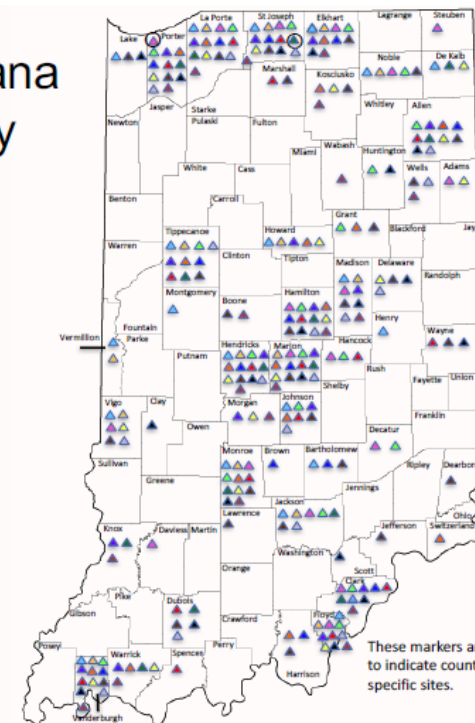 ana
y
Lake
Porter
La Porte
St Joseph
Elkhart
Lagrange
Steuben
Noble
De Kalb
Marshall
Kosciusko
Starke
Jasper
Newton
Pulaski
Fulton
Whitley
Allen
Miami
Wabash
Huntington
Wells
Adams
White
Cass
Benton
Carroll
Grant
Blackford
Jay
Warren
Tippecanoe
Howard
Clinton
Tipton
Madison
Delaware
Randolph
Montgomery
Boone
Hamilton
Henry
Wayne
Fountain
Vermillion
Parke
Putnam
Hendricks
Marion
Hancock
Rush
Fayette
Union
Shelby
Vigo
Clay
Owen
Morgan
Johnson
Franklin
Decatur
Sullivan
Greene
Monroe
Brown
Bartholomew
Ripley
Dearborn
Jennings
Ohio
Lawrence
Jackson
Jefferson
Switzerland
Knox
Daviess
Martin
Washington
Scott
Orange
Clark
Pike
Gibson
Dubois
Crawford
Floyd
Posey
Warrick
Spences
Perry
Harrison
Vanderburgh
These markers a
to indicate count
specific sites.